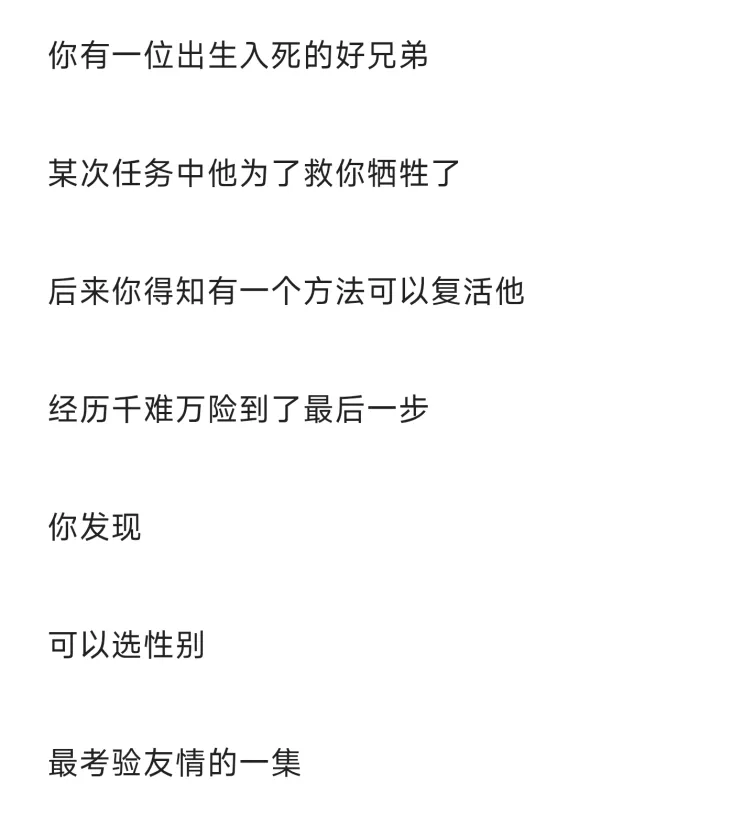 你有一位出生入死的好兄弟
某次任务中他为了救你牺牲了
后来你得知有一个方法可以复活他
经历千难万险到了最后一步
你发现
可以选性别
最考验友情的一集